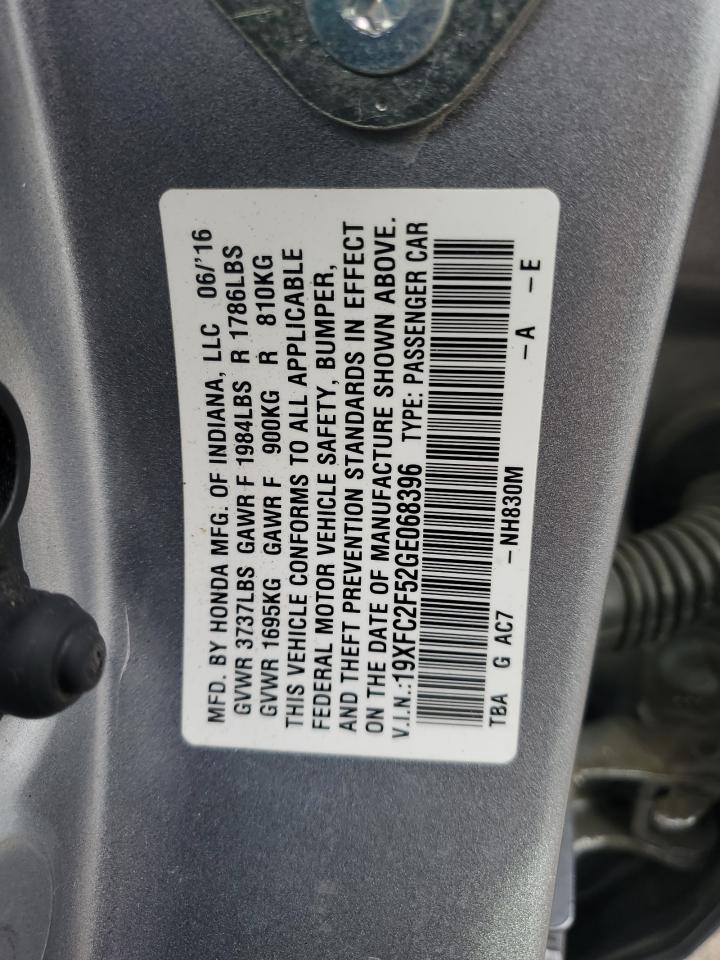 MFD. BY HONDA MFG. OF INDIANA, LLC 06/'16
GVWR 3737LBS GAWR F 1984LBS R 1786LBS
GVWR 1695KG GAWR F 900KG R 810KG
THIS VEHICLE CONFORMS TO ALL APPLICABLE
FEDERAL MOTOR VEHICLE SAFETY, BUMPER,
AND THEFT PREVENTION STANDARDS IN EFFECT
ON THE DATE OF MANUFACTURE SHOWN ABOVE.
V.I.N.:19XFC2F52GE068396 TYPE: PASSENGER CAR
TBA G AC7 -NH830M -A -E